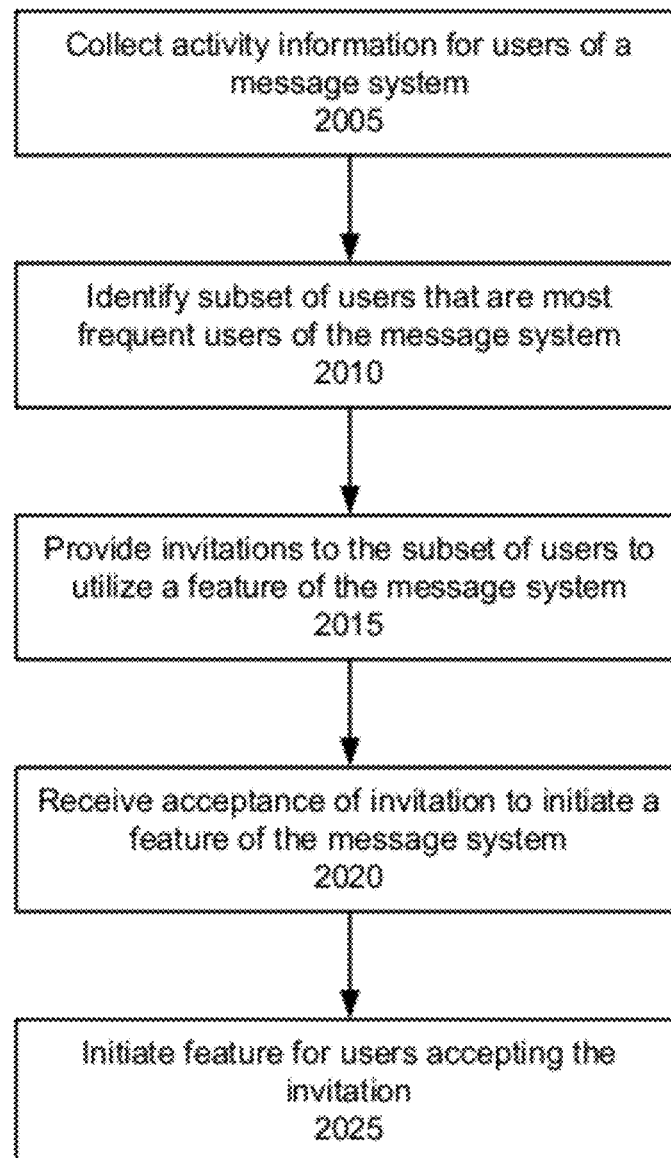 Collect activity information for users of a
message system
2005
Identify subset of users that are most
frequent users of the message system
2010
Provide invitations to the subset of users to
utilize a feature of the message system
2015
Receive acceptance of invitation to initiate a
feature of the message system
2020
Initiate feature for users accepting the
invitation
2025